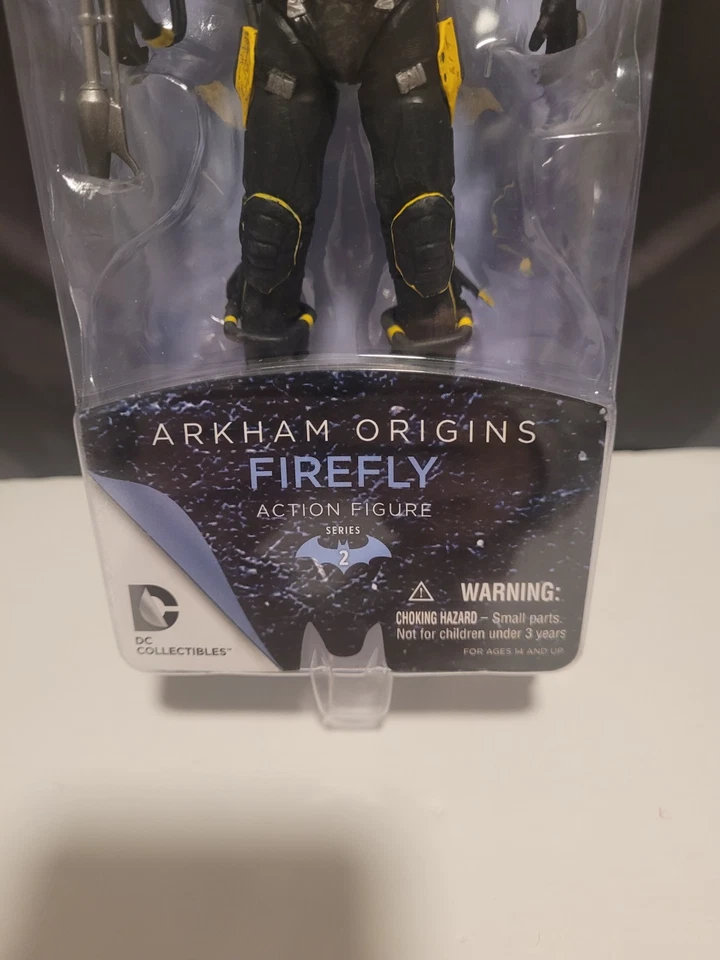 ARKHAM ORIGINS
FIREFLY
ACTION FIGURE
SERIES
2
DC
COLLECTIBLES™
WARNING:
CHOKING HAZARD – Small parts.
Not for children under 3 years
FOR AGES 14 AND UP